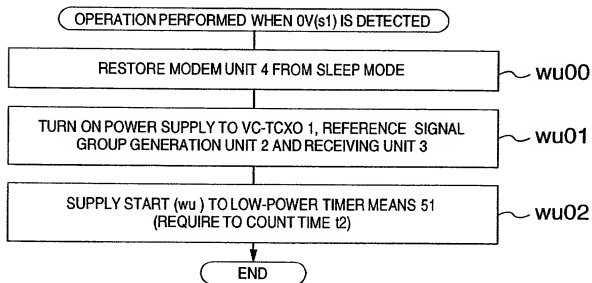 OPERATION PERFORMED WHEN 0V(s1) IS DETECTED
RESTORE MODEM UNIT 4 FROM SLEEP MODE
wu00
TURN ON POWER SUPPLY TO VC-TCXO 1, REFERENCE SIGNAL
GROUP GENERATION UNIT 2 AND RECEIVING UNIT 3
wu01
SUPPLY START (wu ) TO LOW-POWER TIMER MEANS 51
(REQUIRE TO COUNT TIME t2)
wu02
END